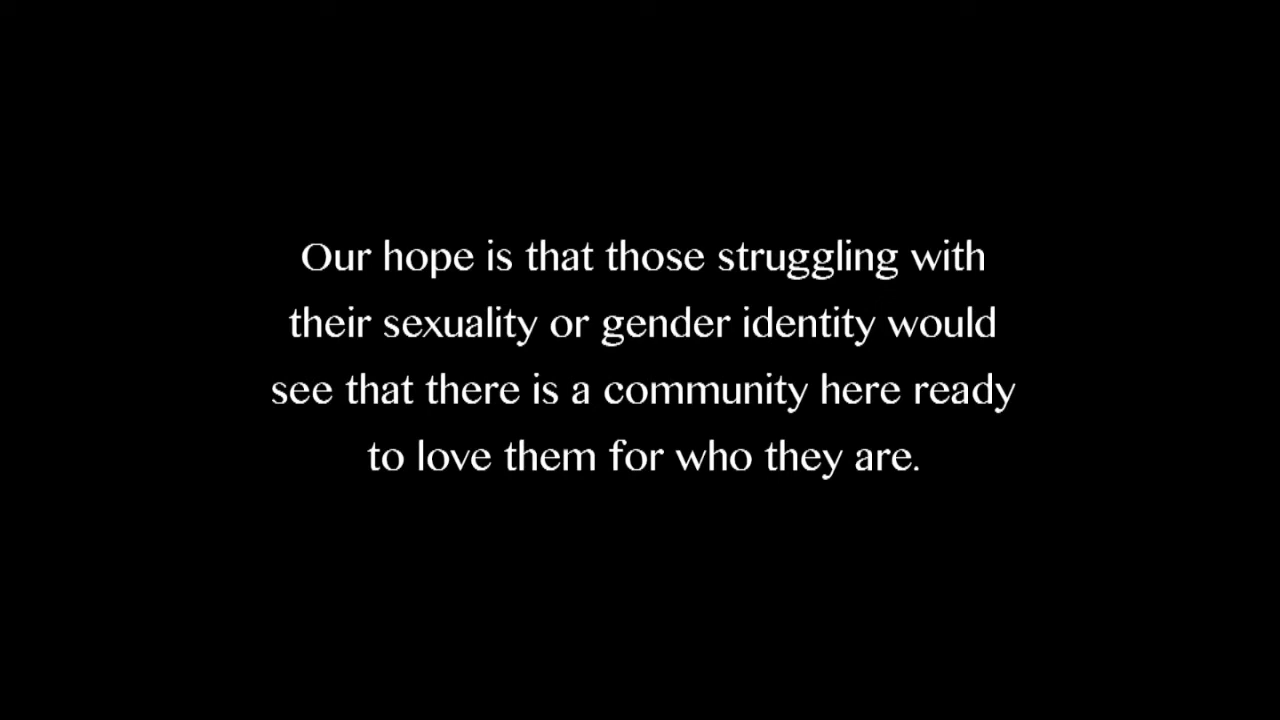 Our hope is that those struggling with
their sexuality or gender identity would
see that there is a community here ready
to love them for who they are.